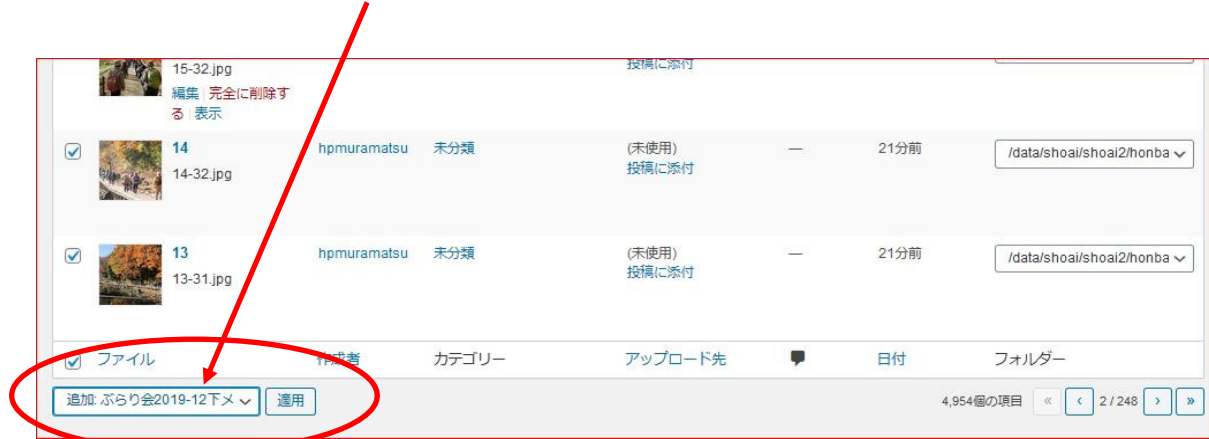 15-32.jpg
編集 | 完全に削除す
る | 表示
投稿に添付
14
14-32.jpg
hpmuramatsu
未分類
(未使用)
投稿に添付
—
21分前
/data/shoai/shoai2/honba
13
13-31.jpg
hpmuramatsu
未分類
(未使用)
投稿に添付
—
21分前
/data/shoai/shoai2/honba
ファイル
作成者
カテゴリー
アップロード先
日付
フォルダー
追加: ぶらり会2019-12下メ
適用
4,954個の項目
«
‹
2 / 248
›
»